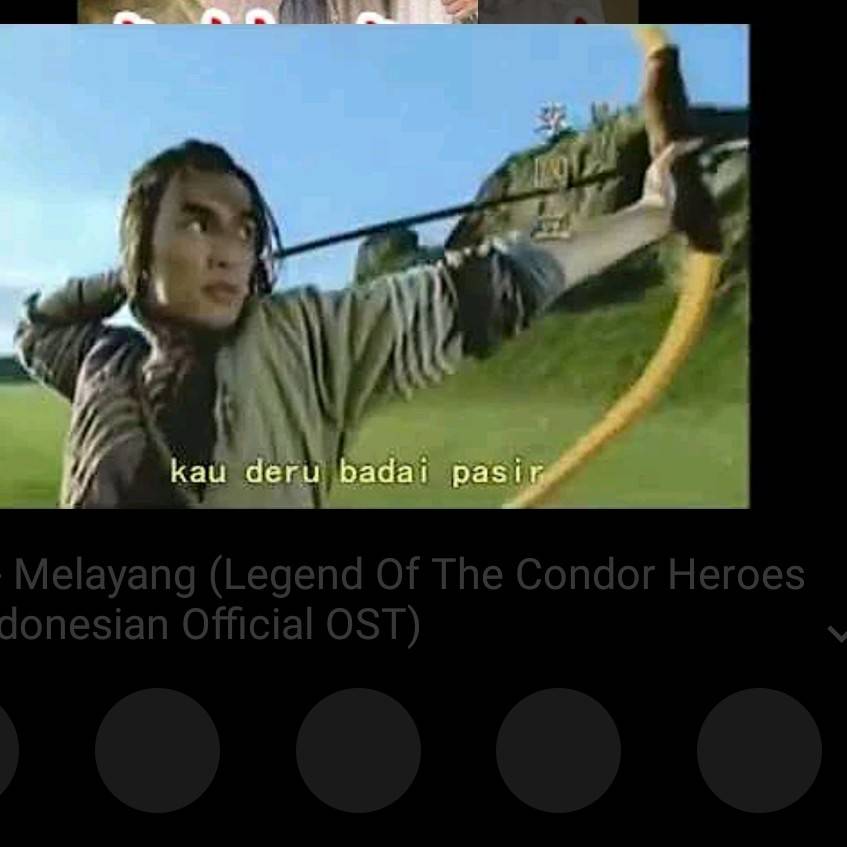 kau deru badai pasir
- Melayang (Legend Of The Condor Heroes
donesian Official OST)